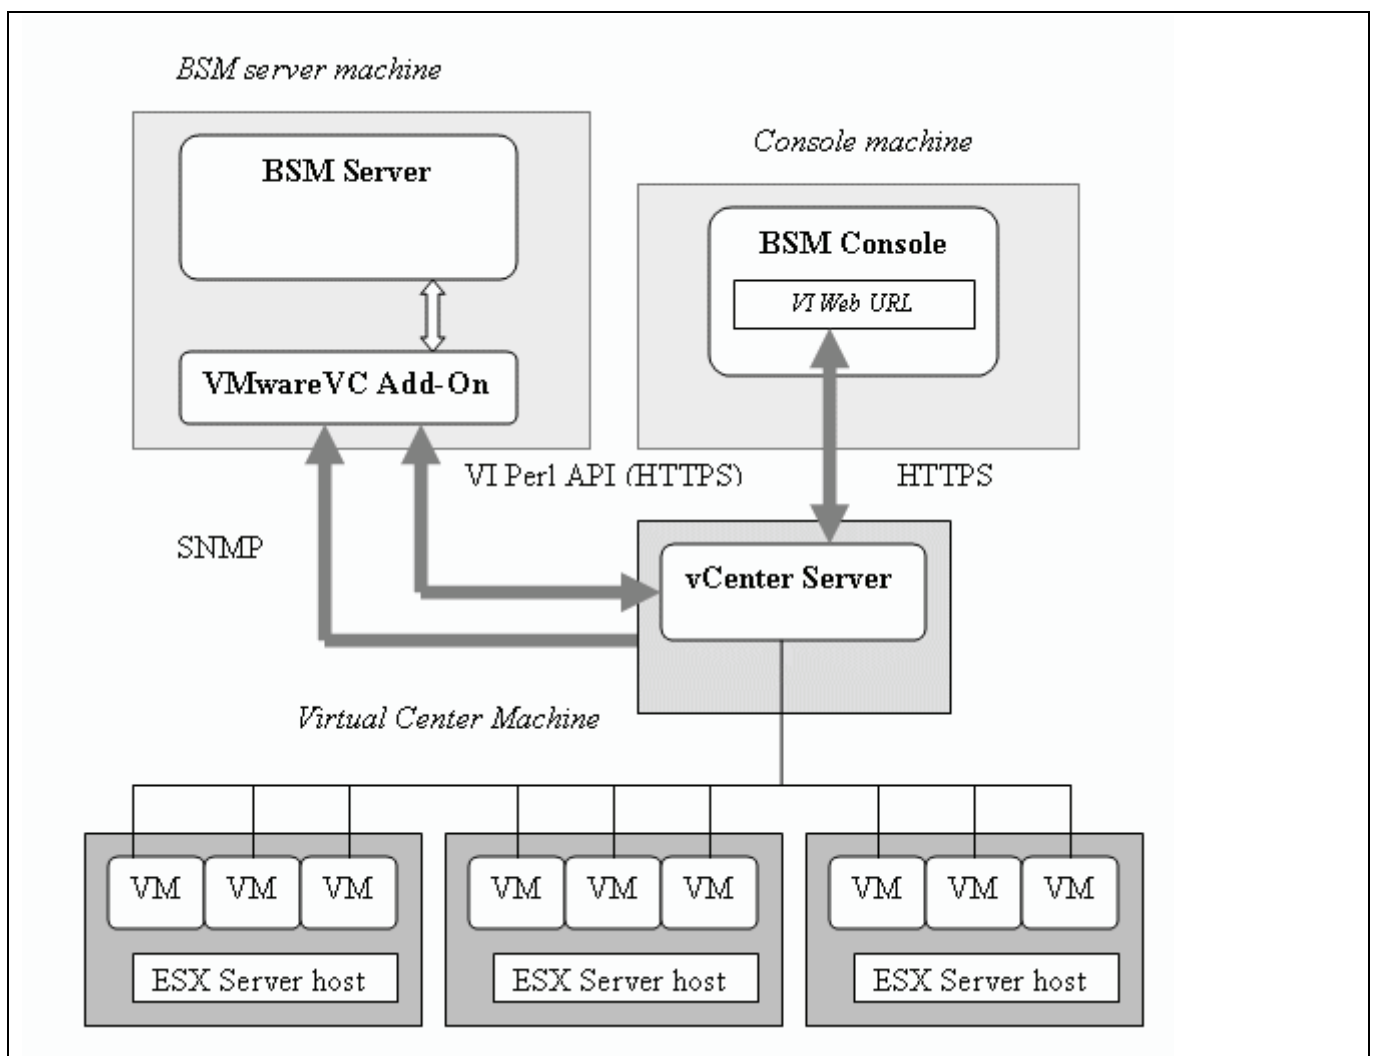 BSM server machine
BSM Server
VMwareVC Add-On
Console machine
BSM Console
VI Web URL
VI Perl API (HTTPS)
HTTPS
SNMP
vCenter Server
Virtual Center Machine
VM VM VM
ESX Server host
VM VM VM
ESX Server host
VM VM VM
ESX Server host